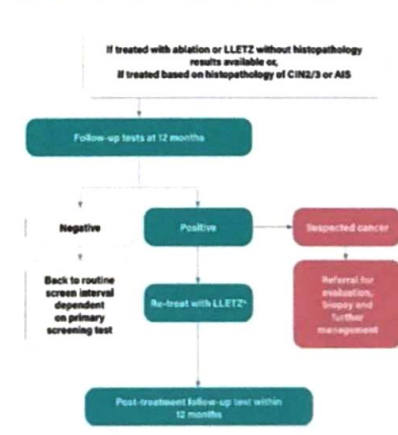 If treated with ablation or LLETZ without histopathology
results available or,
if treated based on histopathology of CIN2/3 or AIS
Follow-up tests at 12 months
Negative
Positive
Suspected cancer
Back to routine
screen interval
dependent
on primary
screening test
Re-treat with LLETZ*
Referral for
evaluation,
biopsy and
further
management
Post-treatment follow-up test within
12 months